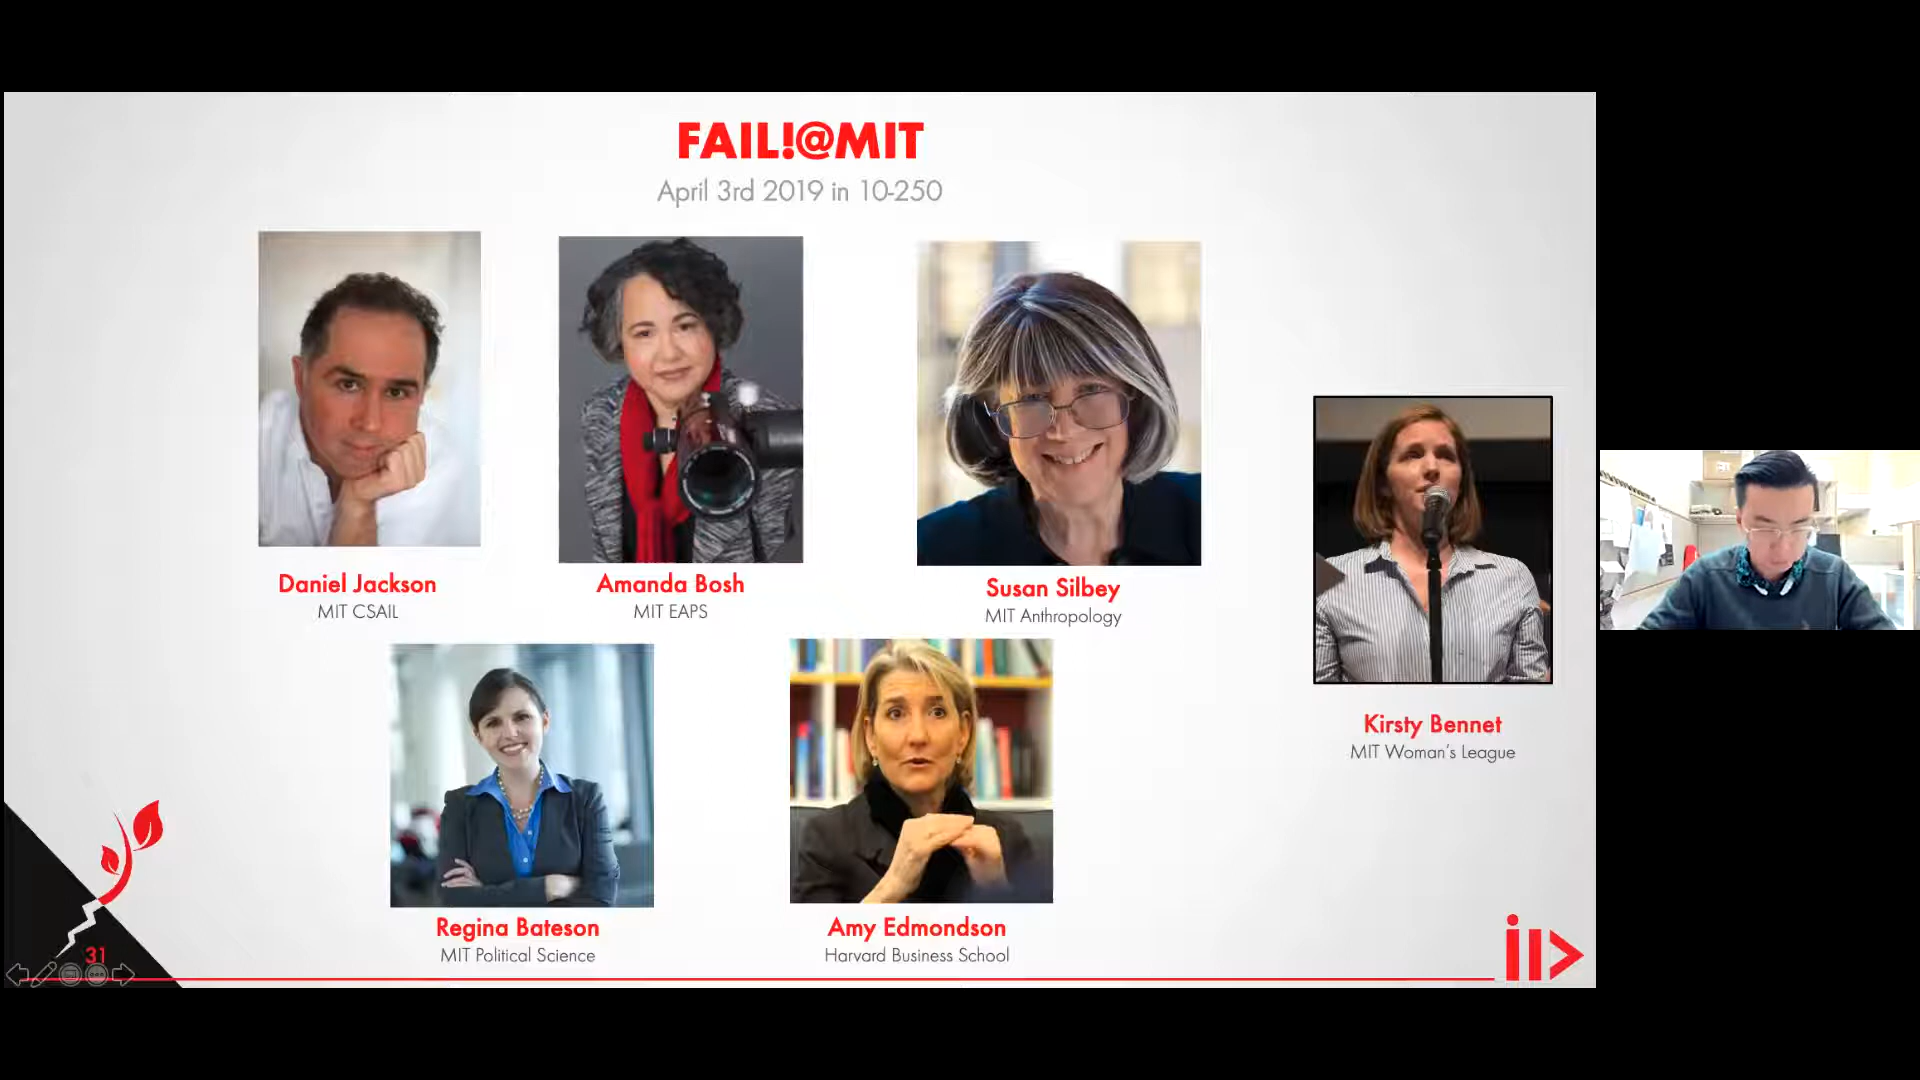 FAIL!@MIT
April 3rd 2019 in 10-250
Daniel Jackson
MIT CSAIL
Amanda Bosh
MIT EAPS
Susan Silbey
MIT Anthropology
Kirsty Bennet
MIT Woman's League
Regina Bateson
MIT Political Science
Amy Edmondson
Harvard Business School
31